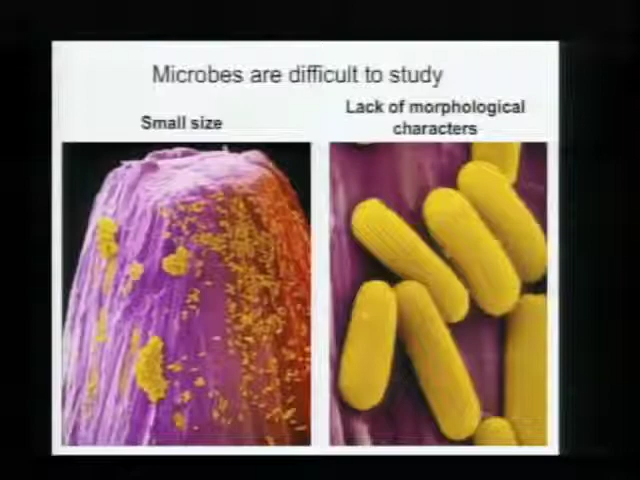 Microbes are difficult to study
Small size
Lack of morphological
characters